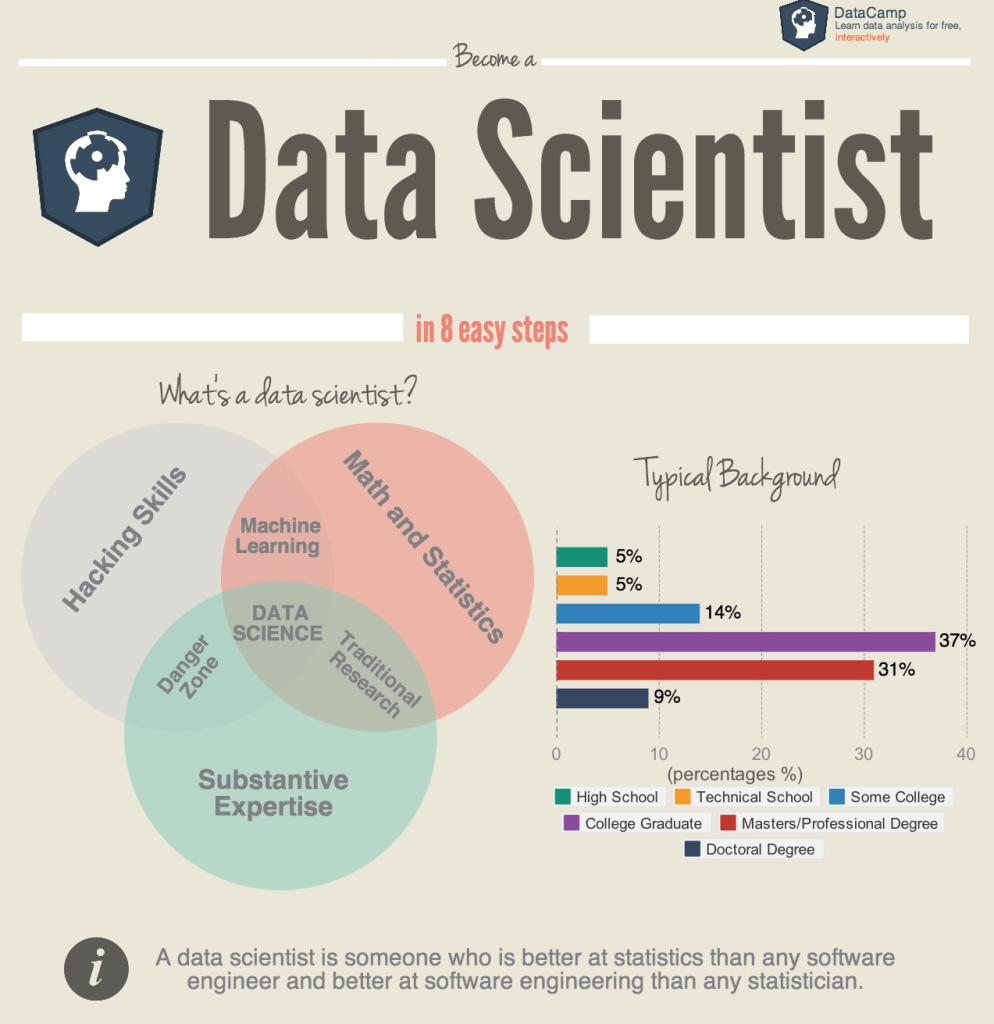 DataCamp
Learn data analysis for free,
interactively
Become a
Data Scientist
in 8 easy steps
What's a data scientist?
Hacking Skills
Math and Statistics
Machine
Learning
DATA
SCIENCE
Danger
Zone
Traditional
Research
Substantive
Expertise
Typical Background
5%
5%
14%
37%
31%
9%
0 10 20 30 40
(percentages %)
High School Technical School Some College
College Graduate Masters/Professional Degree
Doctoral Degree
i
A data scientist is someone who is better at statistics than any software
engineer and better at software engineering than any statistician.